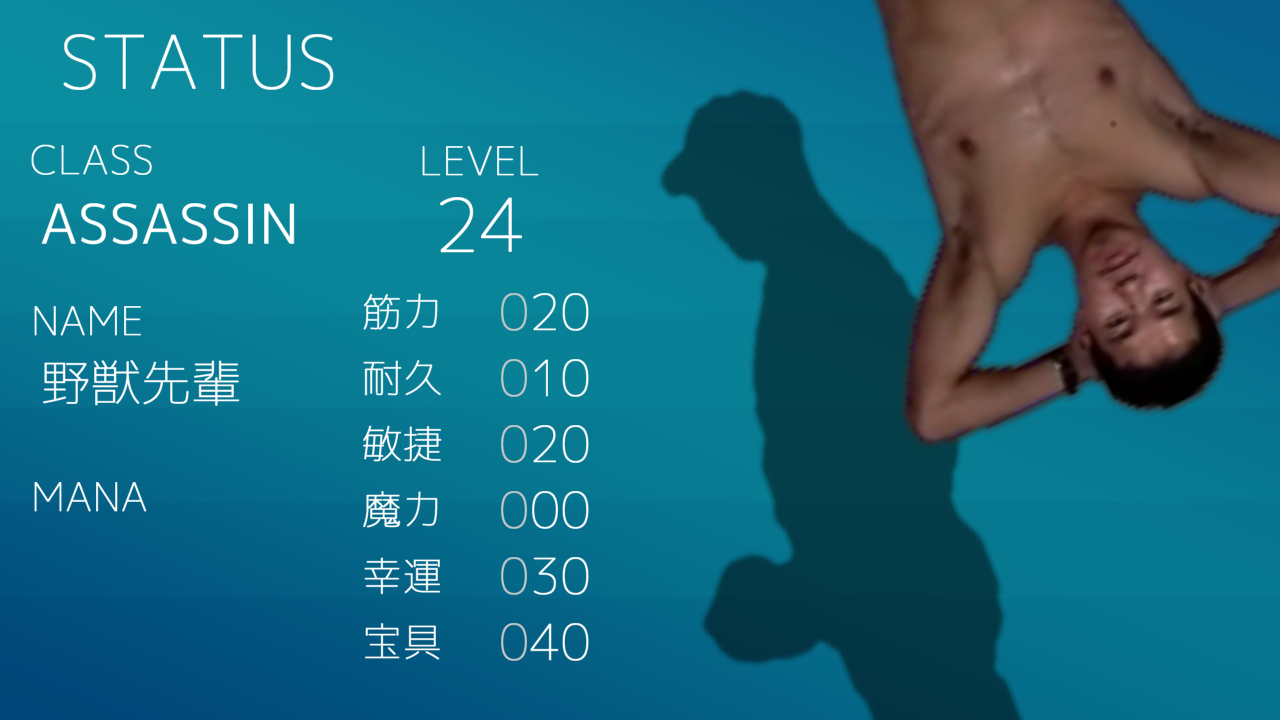 STATUS
CLASS
ASSASSIN
LEVEL
24
NAME
野獣先輩
MANA
筋力 020
耐久 010
敏捷 020
魔力 000
幸運 030
宝具 040